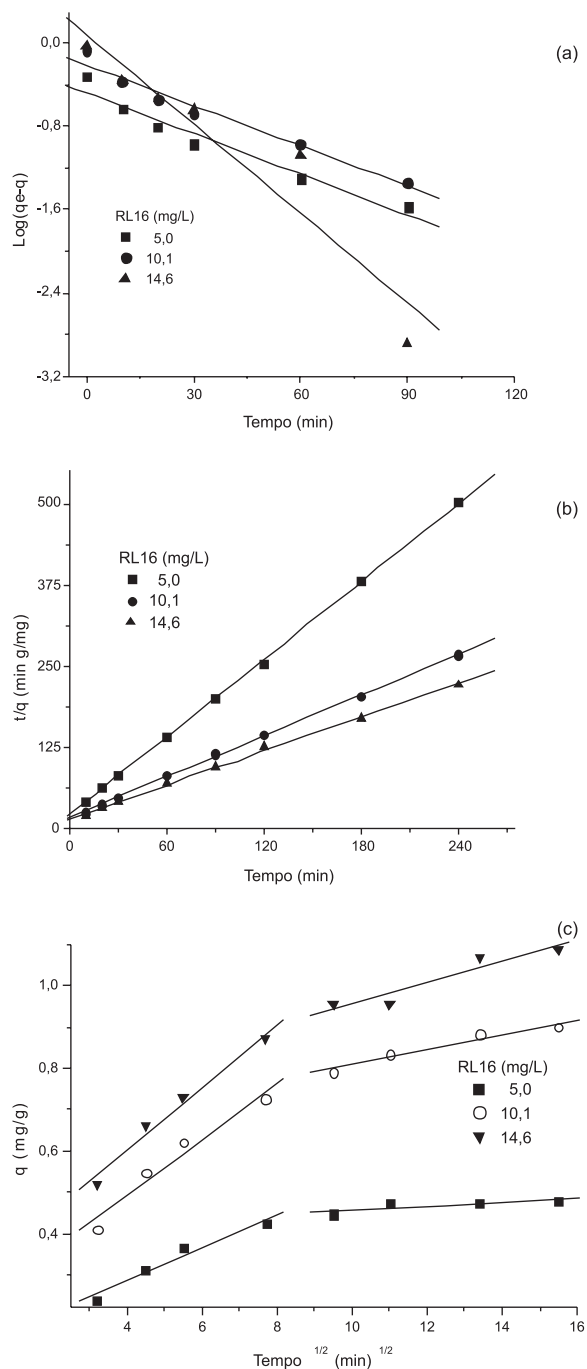 (a)
0,0
-0,8
-1,6
-2,4
-3,2
Log(qe-q)
RL16 (mg/L)
5,0
10,1
14,6
0 30 60 90 120
Tempo (min)
(b)
500
375
250
125
0
t/q (min g/mg)
RL16 (mg/L)
5,0
10,1
14,6
0 60 120 180 240
Tempo (min)
(c)
1,0
0,8
0,6
0,4
q (mg/g)
RL16 (mg/L)
5,0
10,1
14,6
4 6 8 10 12 14 16
Tempo 1/2 (min) 1/2